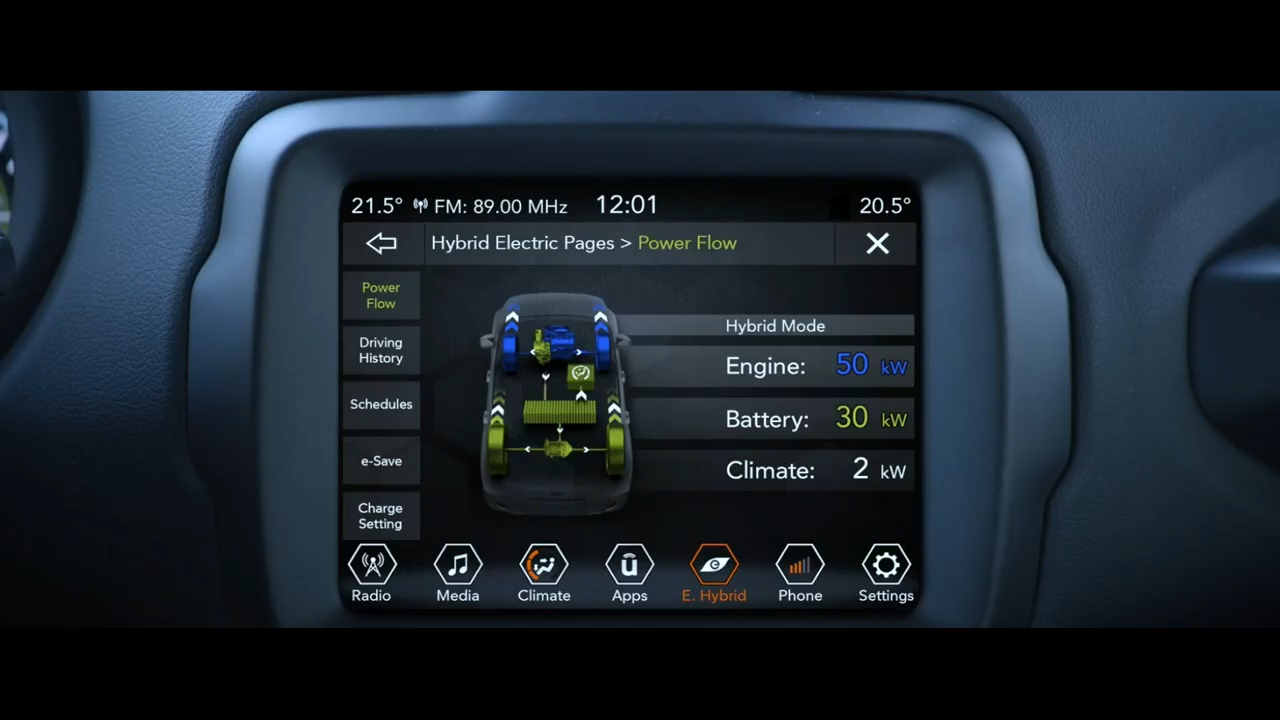 21.5° FM: 89.00 MHz 12:01 20.5°
Hybrid Electric Pages > Power Flow
Power
Flow
Driving
History
Schedules
e-Save
Charge
Setting
Hybrid Mode
Engine: 50 kW
Battery: 30 kW
Climate: 2 kW
Radio Media Climate Apps E. Hybrid Phone Settings